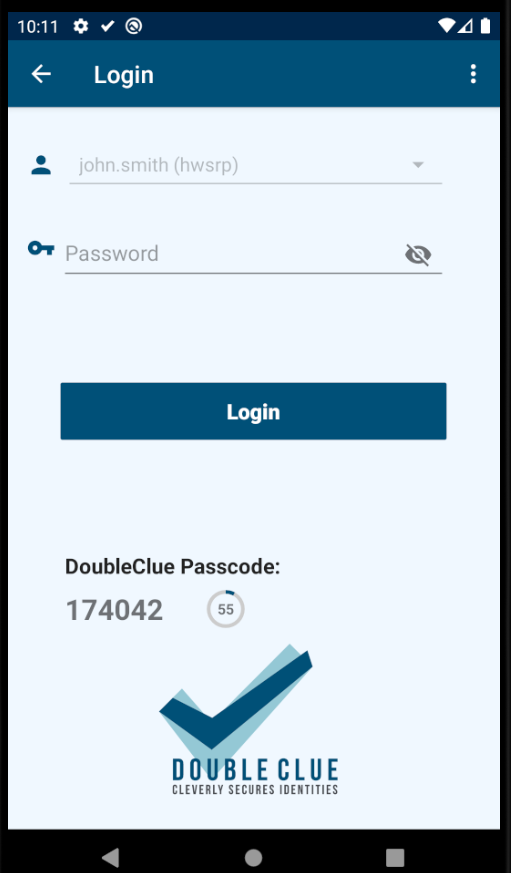 10:11
Login
john.smith (hwsrp)
Password
Login
DoubleClue Passcode:
174042 55
DOUBLE CLUE
CLEVERLY SECURES IDENTITIES